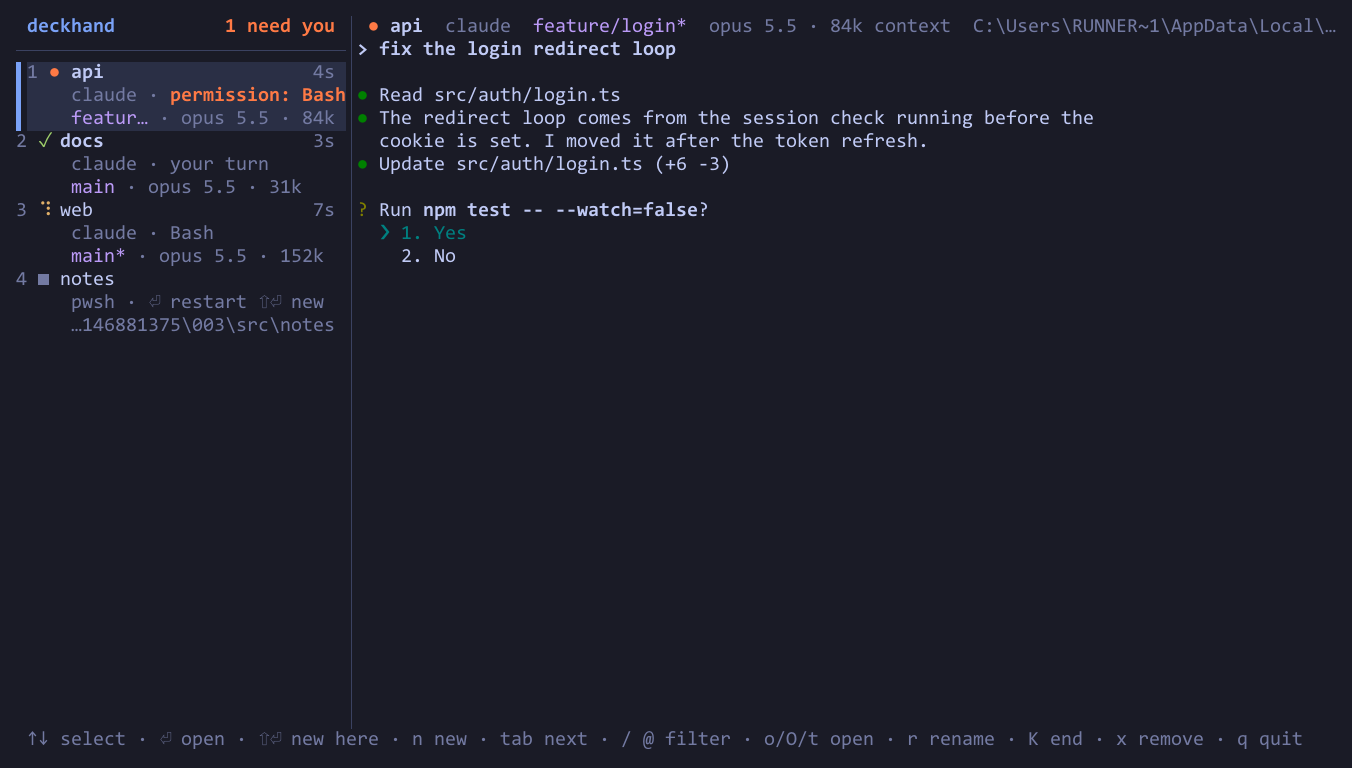 deckhand 1 need you
1 ● api 4s
claude · permission: Bash
featur… · opus 5.5 · 84k
2 ✓ docs 3s
claude · your turn
main · opus 5.5 · 31k
3 ⠹ web 7s
claude · Bash
main* · opus 5.5 · 152k
4 ■ notes
pwsh · ⏎ restart ⇧⏎ new
…146881375\003\src\notes
● api claude feature/login* opus 5.5 · 84k context C:\Users\RUNNER~1\AppData\Local\…
> fix the login redirect loop
● Read src/auth/login.ts
● The redirect loop comes from the session check running before the
cookie is set. I moved it after the token refresh.
● Update src/auth/login.ts (+6 -3)
? Run npm test -- --watch=false?
❯ 1. Yes
2. No
↑↓ select · ⏎ open · ⇧⏎ new here · n new · tab next · / @ filter · o/O/t open · r rename · K end · x remove · q quit